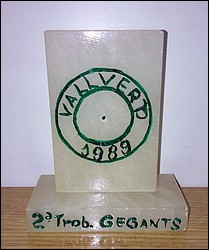 VALLVERD
1989
2ª Trob. GEGANTS